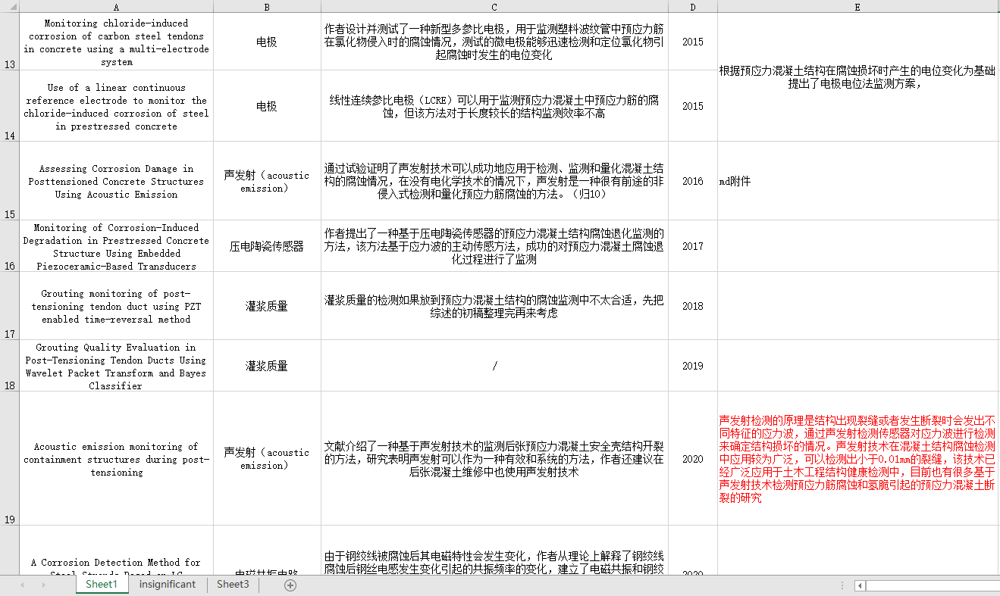 A B C D E
Monitoring chloride-induced
corrosion of carbon steel tendons
in concrete using a multi-electrode
system
电极
作者设计并测试了一种新型多参比电极，用于监测塑料波纹管中预应力筋
在氯化物侵入时的腐蚀情况，测试的微电极能够迅速检测和定位氯化物引
起腐蚀时发生的电位变化
2015
根据预应力混凝土结构在腐蚀损坏时产生的电位变化为基础
提出了电极电位法监测方案，
13
Use of a linear continuous
reference electrode to monitor the
chloride-induced corrosion of steel
in prestressed concrete
电极
线性连续参比电极（LCRE）可以用于监测预应力混凝土中预应力筋的腐
蚀，但该方法对于长度较长的结构监测效率不高
2015
14
Assessing Corrosion Damage in
Posttensioned Concrete Structures
Using Acoustic Emission
声发射（acoustic
emission）
通过试验证明了声发射技术可以成功地应用于检测、监测和量化混凝土结
构的腐蚀情况，在没有电化学技术的情况下，声发射是一种很有前途的非
侵入式检测和量化预应力筋腐蚀的方法。（归10）
2016
md附件
15
Monitoring of Corrosion-Induced
Degradation in Prestressed Concrete
Structure Using Embedded
Piezoceramic-Based Transducers
压电陶瓷传感器
作者提出了一种基于压电陶瓷传感器的预应力混凝土结构腐蚀退化监测的
方法，该方法基于应力波的主动传感方法，成功的对预应力混凝土腐蚀退
化过程进行了监测
2017
16
Grouting monitoring of post-
tensioning tendon duct using PZT
enabled time-reversal method
灌浆质量
灌浆质量的检测如果放到预应力混凝土结构的腐蚀监测中不太合适，先把
综述的初稿整理完再来考虑
2018
17
Grouting Quality Evaluation in
Post-Tensioning Tendon Ducts Using
Wavelet Packet Transform and Bayes
Classifier
灌浆质量
/
2019
18
Acoustic emission monitoring of
containment structures during post-
tensioning
声发射（acoustic
emission）
文献介绍了一种基于声发射技术的监测后张预应力混凝土安全壳结构开裂
的方法，研究表明声发射可以作为一种有效和系统的方法，作者还建议在
后张混凝土维修中也使用声发射技术
2020
声发射检测的原理是结构出现裂缝或者发生断裂时会发出不
同特征的应力波，通过声发射检测传感器对应力波进行检测
来确定结构损坏的情况。声发射技术在混凝土结构腐蚀检测
中应用较为广泛，可以检测出小于0.01mm的裂缝，该技术已
经广泛应用于土木工程结构健康检测中，目前也有很多基于
声发射技术检测预应力筋腐蚀和氢脆引起的预应力混凝土断
裂的研究
19
A Corrosion Detection Method for
Steel Strands Based on LC
电磁共振电路
由于钢绞线被腐蚀后其电磁特性会发生变化，作者从理论上解释了钢绞线
腐蚀后钢丝电感发生变化引起的共振频率的变化，建立了电磁共振和钢绞
2020
Sheet1 insignificant Sheet3